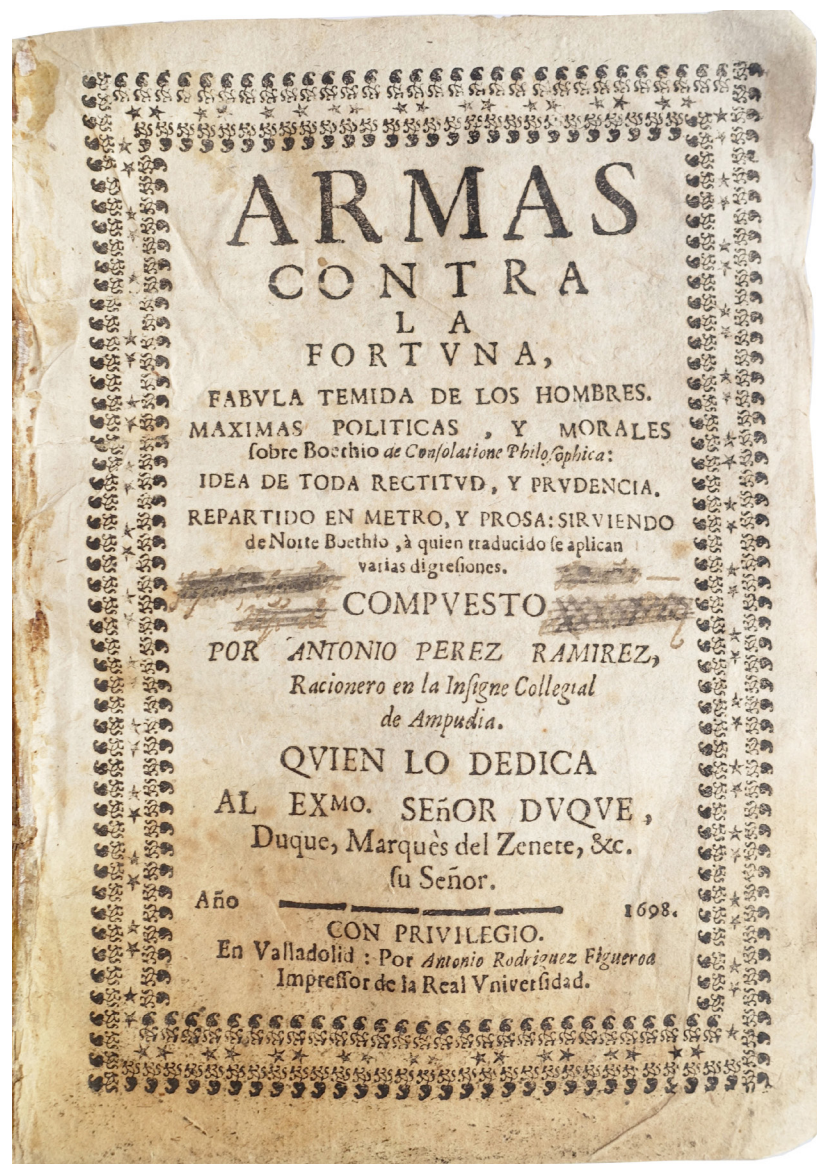 ARMAS
CONTRA
LA
FORTVNA,
FABVLA TEMIDA DE LOS HOMBRES.
MAXIMAS POLITICAS , Y MORALES
ſobre Boethio de Conſolatione Philoſophica:
IDEA DE TODA RECTITVD, Y PRVDENCIA.
REPARTIDO EN METRO, Y PROSA: SIRVIENDO
de Norte Boethio , à quien traducido ſe aplican
varias digreſiones.
COMPVESTO
POR ANTONIO PEREZ RAMIREZ,
Racionero en la Inſigne Collegial
de Ampudia.
QVIEN LO DEDICA
AL EXMO. SEñOR DVQVE ,
Duque, Marquès del Zenete, &c.
ſu Señor.
Año 1698.
CON PRIVILEGIO.
En Valladolid : Por Antonio Rodriguez Figueroa
Impreſſor de la Real Vniverſidad.